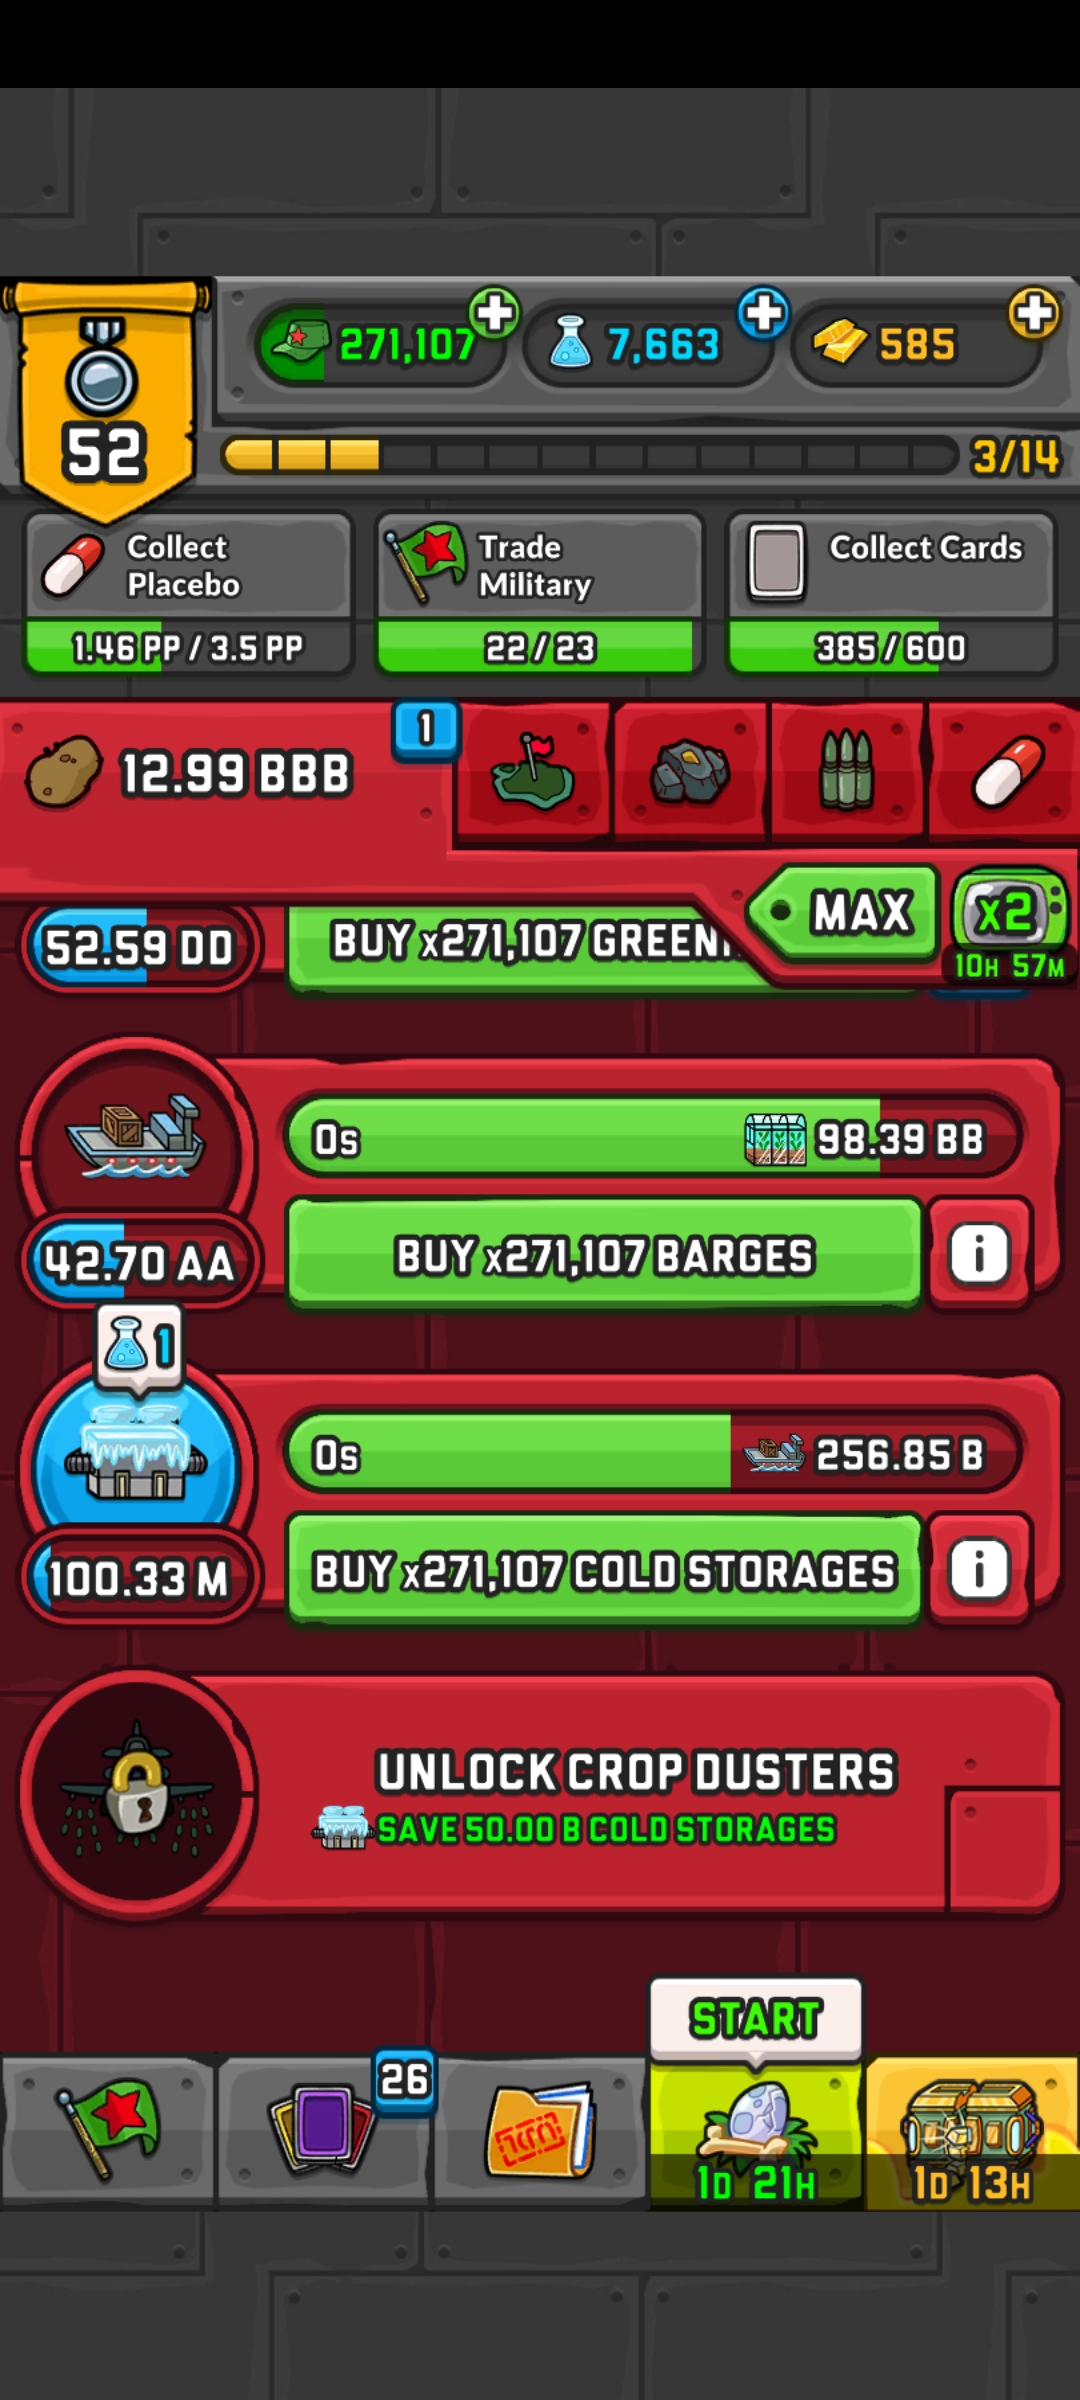 271,107
7,663
585
52
3/14
Collect
Placebo
1.46 PP / 3.5 PP
Trade
Military
22 / 23
Collect Cards
385 / 600
12.99 BBB
1
MAX
x2
10H 57M
52.59 DD
BUY x271,107
0s
98.39 BB
42.70 AA
BUY x271,107 BARGES
i
1
0s
256.85 B
100.33 M
BUY x271,107 COLD STORAGES
i
UNLOCK CROP DUSTERS
SAVE 50.00 B COLD STORAGES
START
26
1D 21H
1D 13H